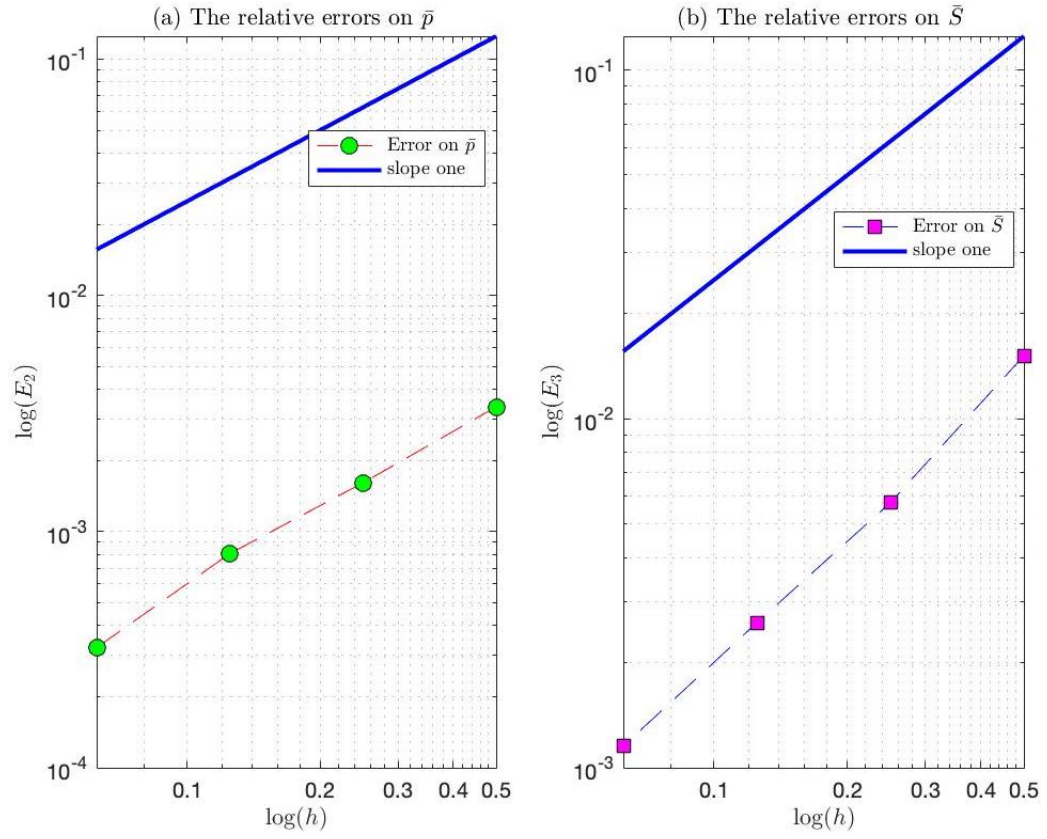 (a) The relative errors on p̄
10⁻¹
10⁻²
10⁻³
10⁻⁴
log(E₂)
Error on p̄
slope one
0.1 0.2 0.3 0.4 0.5
log(h)
(b) The relative errors on S̄
10⁻¹
10⁻²
10⁻³
log(E₃)
Error on S̄
slope one
0.1 0.2 0.3 0.4 0.5
log(h)